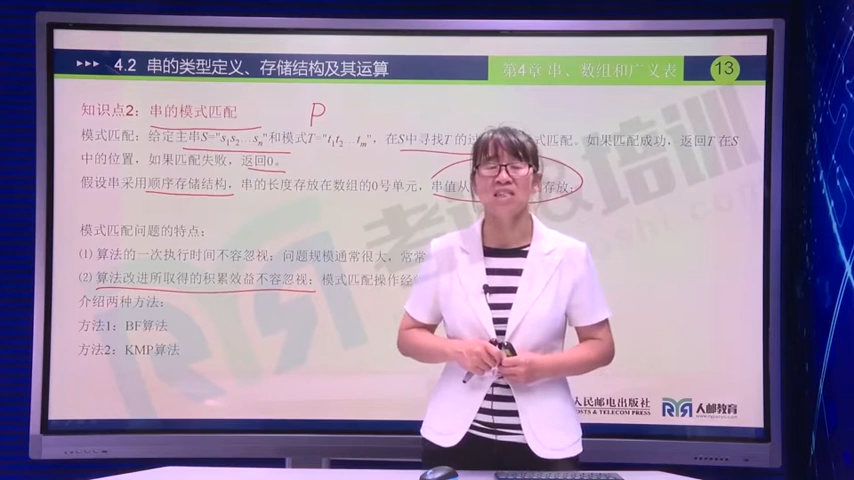 4.2 串的类型定义、存储结构及其运算
第4章 串、数组和广义表
13
知识点2：串的模式匹配
P
模式匹配：给定主串S="s₁s₂…sₙ"和模式T="t₁t₂…tₘ"，在S中寻找T 的过 式匹配。如果匹配成功，返回T 在S
中的位置，如果匹配失败，返回0。
假设串采用顺序存储结构，串的长度存放在数组的0号单元，串值从 存放；
模式匹配问题的特点：
⑴ 算法的一次执行时间不容忽视：问题规模通常很大，常常
⑵ 算法改进所取得的积累效益不容忽视：模式匹配操作经
介绍两种方法：
方法1：BF算法
方法2：KMP算法
人民邮电出版社
POSTS & TELECOM PRESS
人邮教育